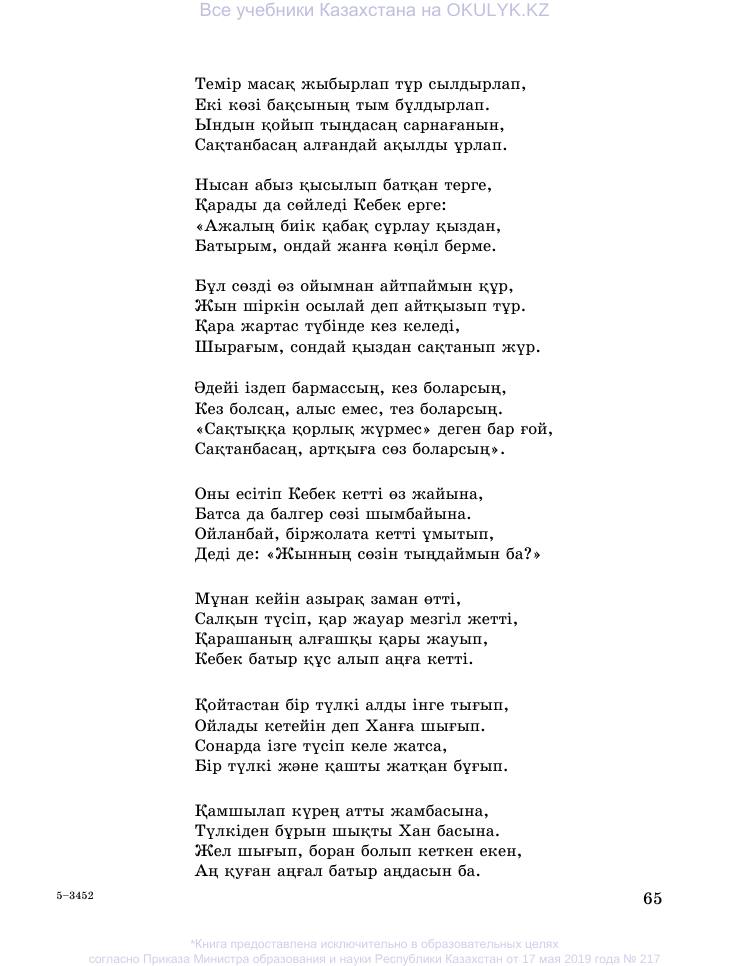 Все учебники Казахстана на OKULYK.KZ
Темір масақ жыбырлап тұр сылдырлап,
Екі көзі бақсының тым бұлдырлап.
Ындын қойып тыңдасаң сарнағанын,
Сақтанбасаң алғандай ақылды ұрлап.
Нысан абыз қысылып батқан терге,
Қарады да сөйледі Кебек ерге:
«Ажалың биік қабақ сұрлау қыздан,
Батырым, ондай жанға көңіл берме.
Бұл сөзді өз ойымнан айтпаймын құр,
Жын шіркін осылай деп айтқызып тұр.
Қара жартас түбінде кез келеді,
Шырағым, сондай қыздан сақтанып жүр.
Әдейі іздеп бармассың, кез боларсың,
Кез болсаң, алыс емес, тез боларсың.
«Сақтыққа қорлық жүрмес» деген бар ғой,
Сақтанбасаң, артқыға сөз боларсың».
Оны есітіп Кебек кетті өз жайына,
Батса да балгер сөзі шымбайына.
Ойланбай, біржолата кетті ұмытып,
Деді де: «Жынның сөзін тыңдаймын ба?»
Мұнан кейін азырақ заман өтті,
Салқын түсіп, қар жауар мезгіл жетті,
Қарашаның алғашқы қары жауып,
Кебек батыр құс алып аңға кетті.
Қойтастан бір түлкі алды інге тығып,
Ойлады кетейін деп Ханға шығып.
Сонарда ізге түсіп келе жатса,
Бір түлкі және қашты жатқан бұғып.
Қамшылап күрең атты жамбасына,
Түлкіден бұрын шықты Хан басына.
Жел шығып, боран болып кеткен екен,
Аң қуған аңғал батыр аңдасын ба.
5–3452
65
*Книга предоставлена исключительно в образовательных целях
согласно Приказа Министра образования и науки Республики Казахстан от 17 мая 2019 года № 217